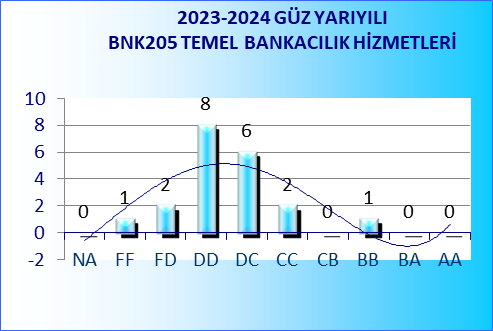 2023-2024 GÜZ YARIYILI
BNK205 TEMEL BANKACILIK HİZMETLERİ
10
8
6
4
2
0
-2
0 1 2 8 6 2 0 1 0 0
NA FF FD DD DC CC CB BB BA AA